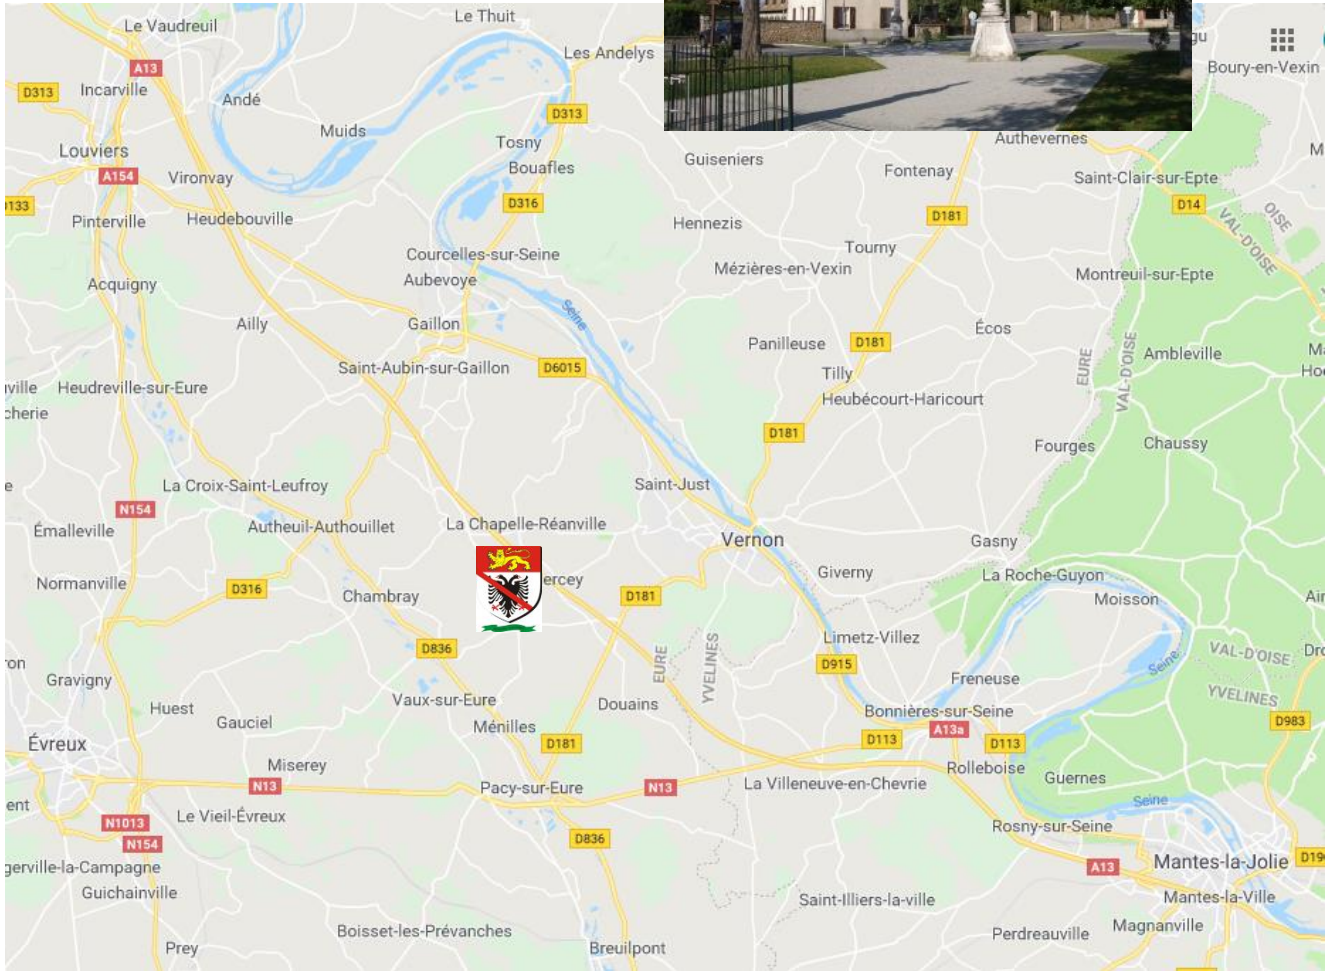 Le Thuit
Le Vaudreuil
Les Andelys
A13
Boury-en-Vexin
Incarville
D313
Andé
D313
Muids
Authevernes
Tosny
Louviers
Guiseniers
Bouafles
Fontenay
A154
Vironvay
Saint-Clair-sur-Epte
D316
D14
Pinterville
Heudebouville
D181
OISE
Hennezis
VAL-D'OISE
Tourny
Courcelles-sur-Seine
Mézières-en-Vexin
Aubevoye
Montreuil-sur-Epte
Acquigny
Seine
Ailly
Gaillon
Écos
Panilleuse
D181
Ambleville
Saint-Aubin-sur-Gaillon
D6015
EURE
VAL-D'OISE
Tilly
Heudreville-sur-Eure
Heubécourt-Haricourt
D181
Fourges
Chaussy
La Croix-Saint-Leufroy
Saint-Just
N154
Autheuil-Authouillet
La Chapelle-Réanville
Émalleville
Vernon
Gasny
Giverny
La Roche-Guyon
Normanville
ercey
D316
Chambray
D181
Moisson
Limetz-Villez
D836
EURE
YVELINES
D915
VAL-D'OISE
Seine
Gravigny
Freneuse
YVELINES
Vaux-sur-Eure
Douains
Huest
Bonnières-sur-Seine
Gauciel
Ménilles
D983
A13a
Évreux
D181
D113
D113
Miserey
Rolleboise
N13
Pacy-sur-Eure
N13
La Villeneuve-en-Chevrie
Guernes
Seine
Le Vieil-Évreux
N1013
Rosny-sur-Seine
D836
N154
Mantes-la-Jolie
D19
A13
gerville-la-Campagne
Guichainville
Saint-Illiers-la-ville
Mantes-la-Ville
Magnanville
Boisset-les-Prévanches
Perdreauville
Prey
Breuilpont